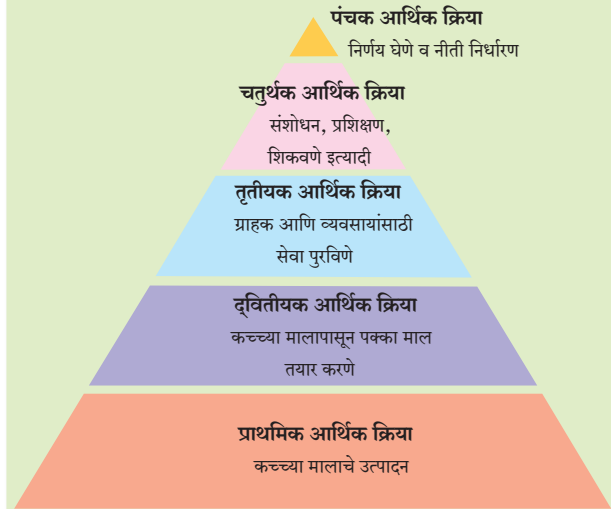 पंचक आर्थिक क्रिया
निर्णय घेणे व नीती निर्धारण
चतुर्थक आर्थिक क्रिया
संशोधन, प्रशिक्षण,
शिकवणे इत्यादी
तृतीयक आर्थिक क्रिया
ग्राहक आणि व्यवसायांसाठी
सेवा पुरविणे
द्‌वितीयक आर्थिक क्रिया
कच्च्या मालापासून पक्का माल
तयार करणे
प्राथमिक आर्थिक क्रिया
कच्च्या मालाचे उत्पादन